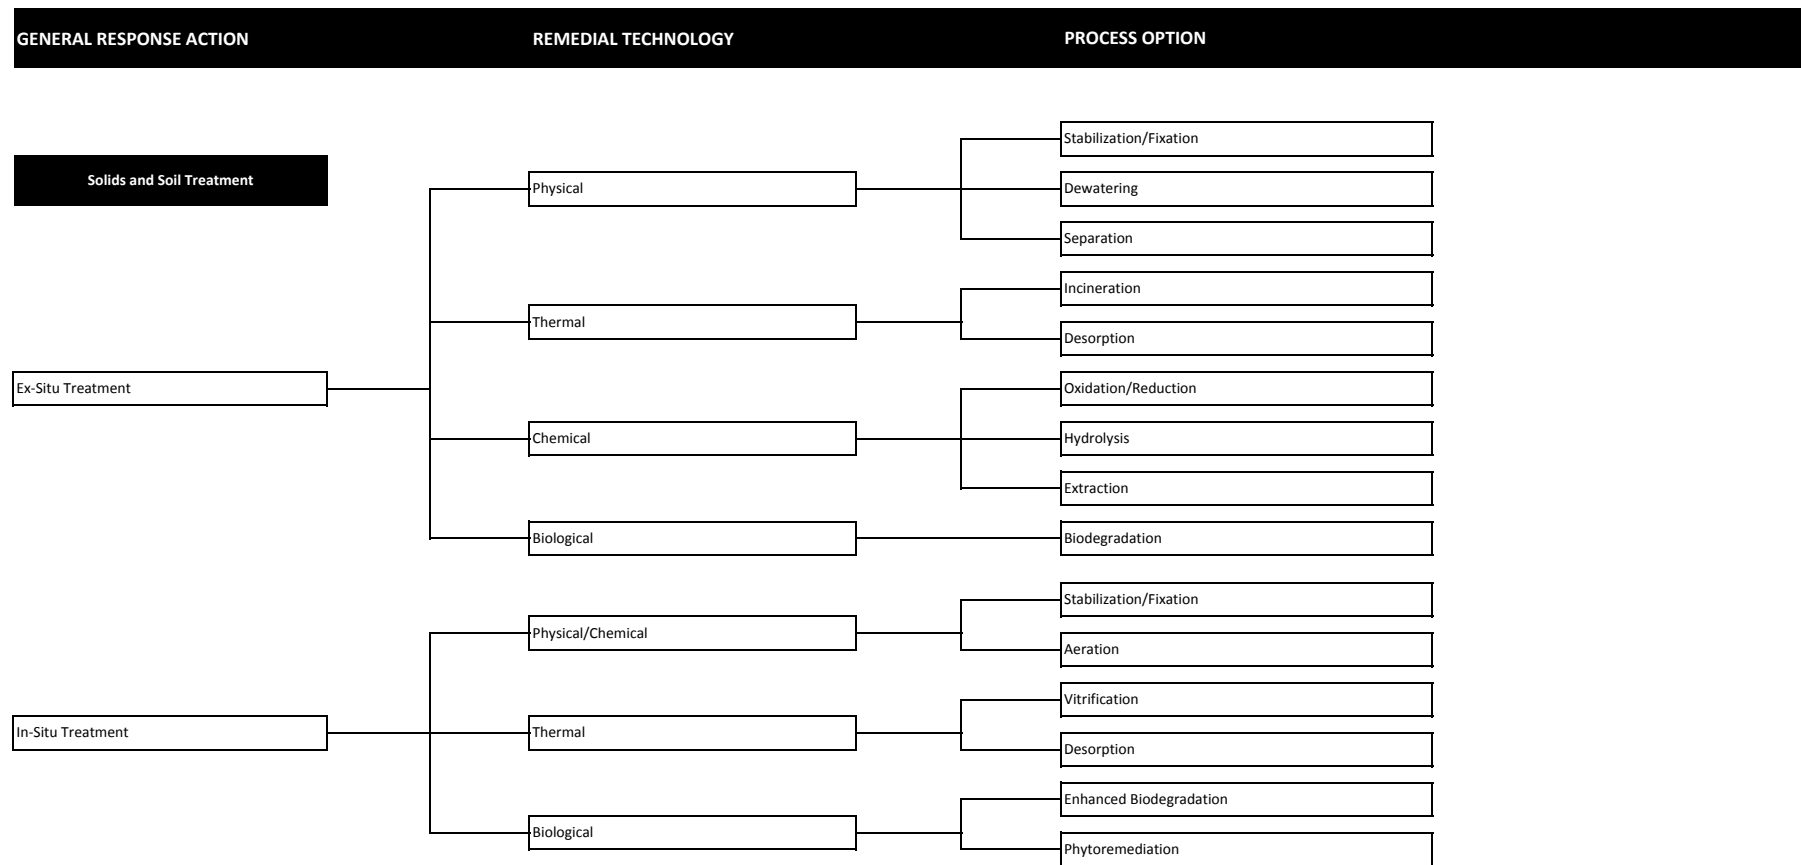 GENERAL RESPONSE ACTION
REMEDIAL TECHNOLOGY
PROCESS OPTION
Solids and Soil Treatment
Ex-Situ Treatment
Physical
Stabilization/Fixation
Dewatering
Separation
Thermal
Incineration
Desorption
Chemical
Oxidation/Reduction
Hydrolysis
Extraction
Biological
Biodegradation
In-Situ Treatment
Physical/Chemical
Stabilization/Fixation
Aeration
Thermal
Vitrification
Desorption
Biological
Enhanced Biodegradation
Phytoremediation